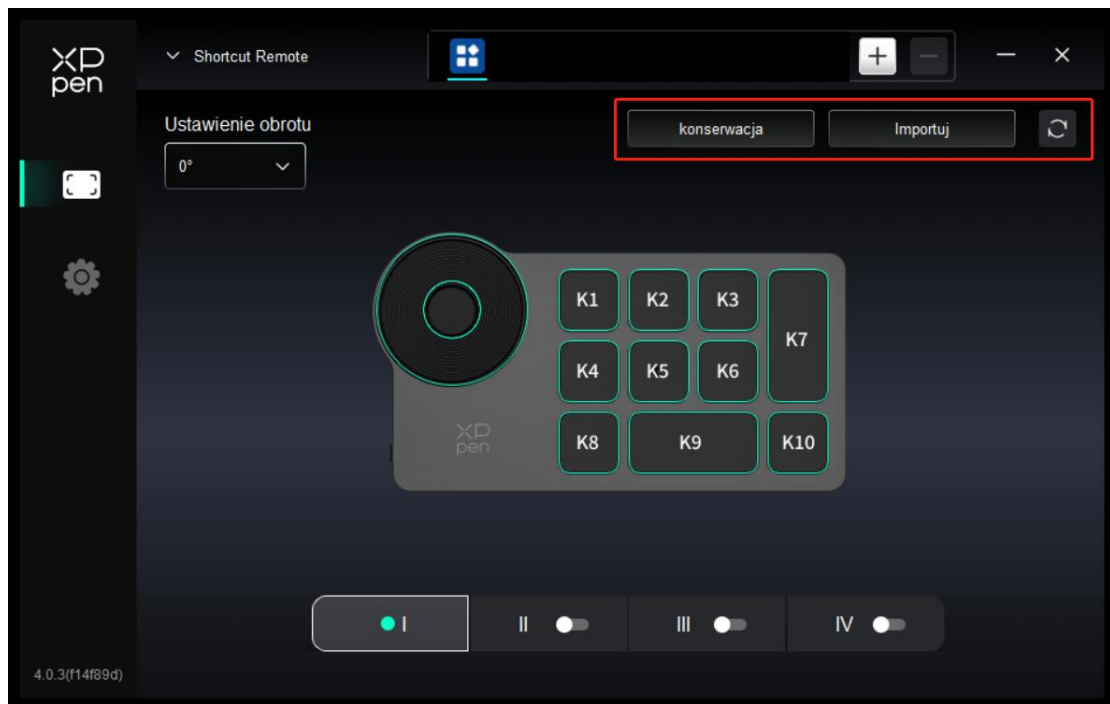 XP
pen
Shortcut Remote
Ustawienie obrotu
konserwacja
Importuj
0°
K1 K2 K3
K7
K4 K5 K6
XP
pen
K8 K9 K10
I II III IV
4.0.3(f14f89d)